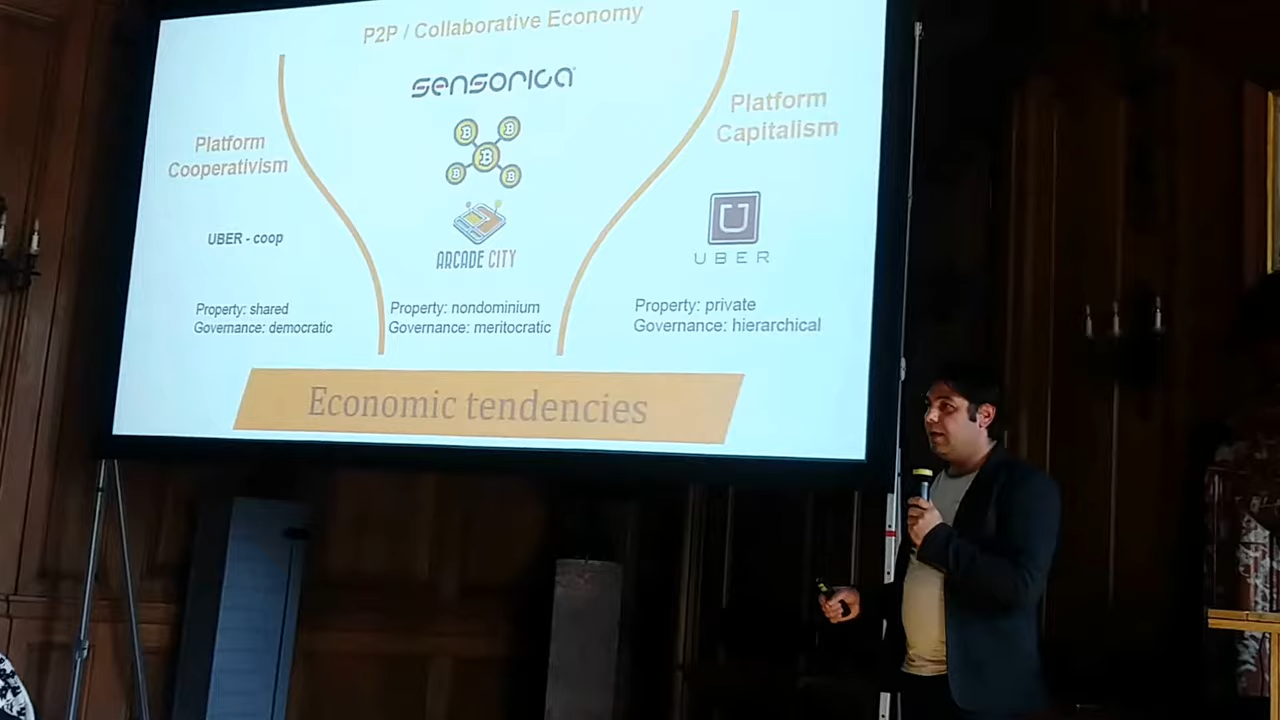 P2P / Collaborative Economy
sensorica
Platform
Cooperativism
UBER - coop
Property: shared
Governance: democratic
ARCADE CITY
Property: nondominium
Governance: meritocratic
Platform
Capitalism
U
UBER
Property: private
Governance: hierarchical
Economic tendencies